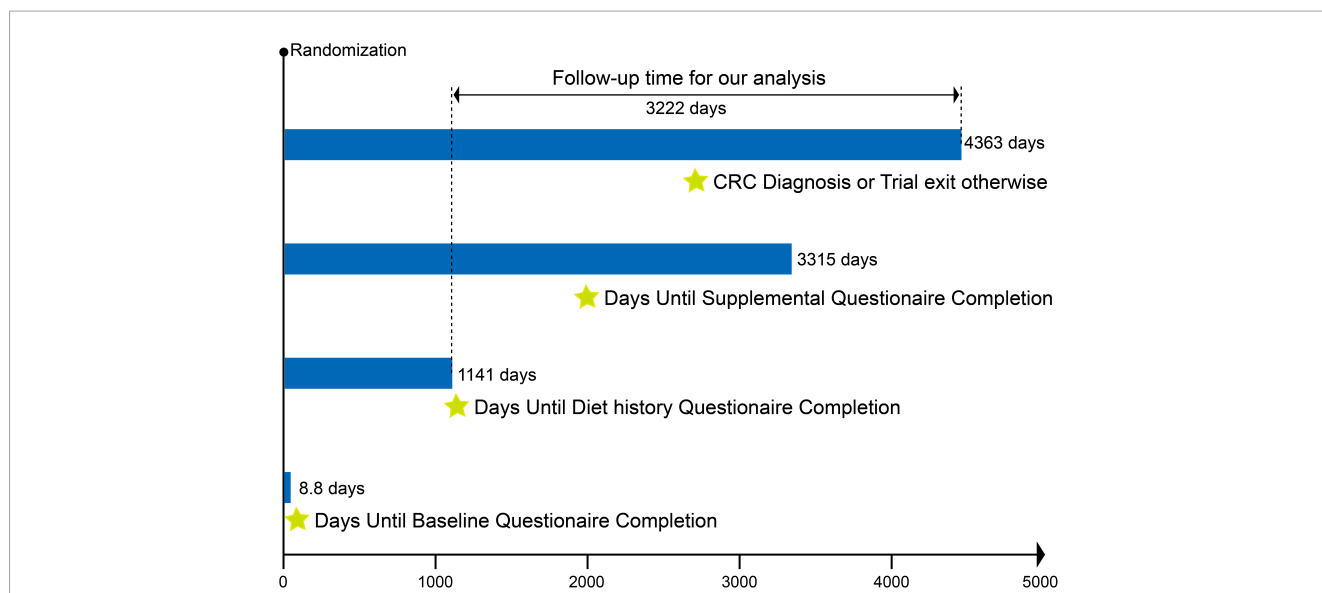 Randomization
Follow-up time for our analysis
3222 days
4363 days
CRC Diagnosis or Trial exit otherwise
3315 days
Days Until Supplemental Questionaire Completion
1141 days
Days Until Diet history Questionaire Completion
8.8 days
Days Until Baseline Questionaire Completion
0 1000 2000 3000 4000 5000